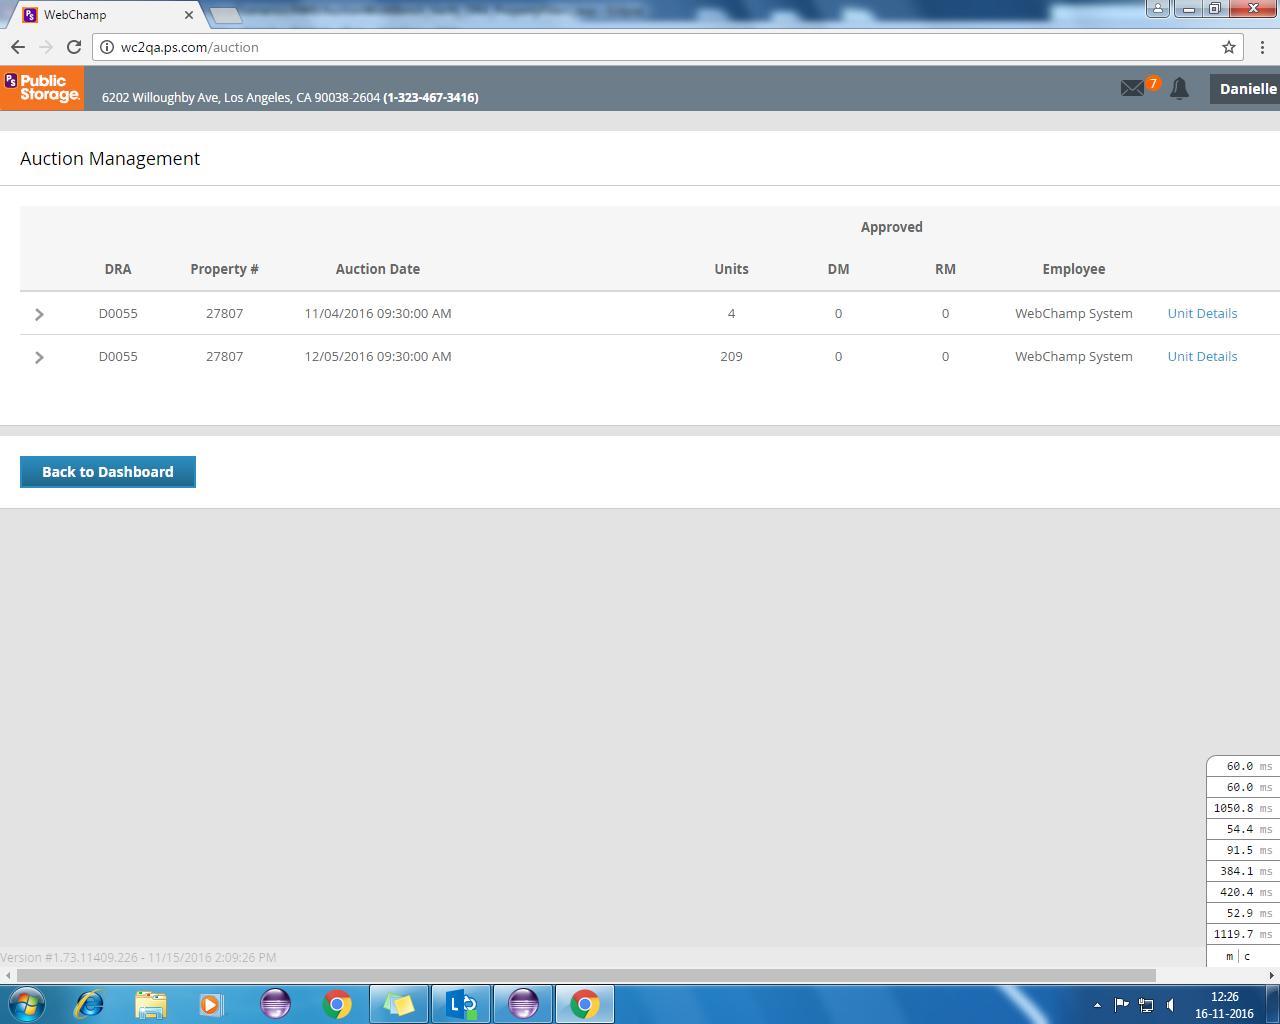 WebChamp
wc2qa.ps.com/auction
PS Public Storage.
6202 Willoughby Ave, Los Angeles, CA 90038-2604 (1-323-467-3416)
7
Danielle
Auction Management
Approved
DRA Property # Auction Date Units DM RM Employee
D0055 27807 11/04/2016 09:30:00 AM 4 0 0 WebChamp System Unit Details
D0055 27807 12/05/2016 09:30:00 AM 209 0 0 WebChamp System Unit Details
Back to Dashboard
60.0 ms
60.0 ms
1050.8 ms
54.4 ms
91.5 ms
384.1 ms
420.4 ms
52.9 ms
1119.7 ms
m | c
Version #1.73.11409.226 - 11/15/2016 2:09:26 PM
12:26
16-11-2016